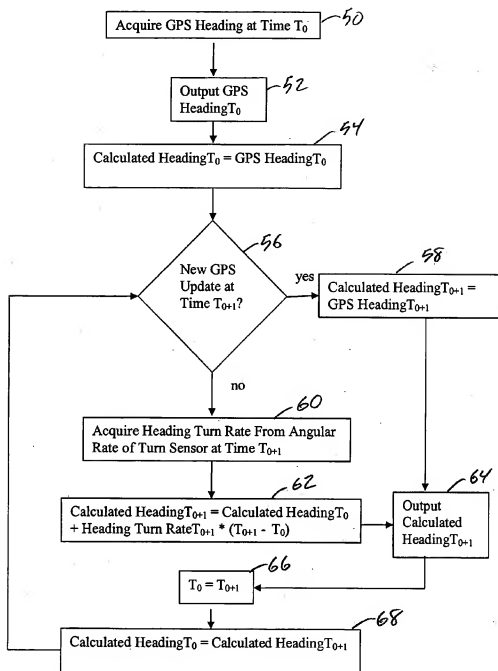 50
Acquire GPS Heading at Time T₀
52
Output GPS
HeadingT₀
54
Calculated HeadingT₀ = GPS HeadingT₀
56
New GPS
Update at
Time T₀₊₁?
yes
58
Calculated HeadingT₀₊₁ =
GPS HeadingT₀₊₁
no
60
Acquire Heading Turn Rate From Angular
Rate of Turn Sensor at Time T₀₊₁
62
Calculated HeadingT₀₊₁ = Calculated HeadingT₀
+ Heading Turn RateT₀₊₁ * (T₀₊₁ - T₀)
64
Output
Calculated
HeadingT₀₊₁
66
T₀ = T₀₊₁
68
Calculated HeadingT₀ = Calculated HeadingT₀₊₁